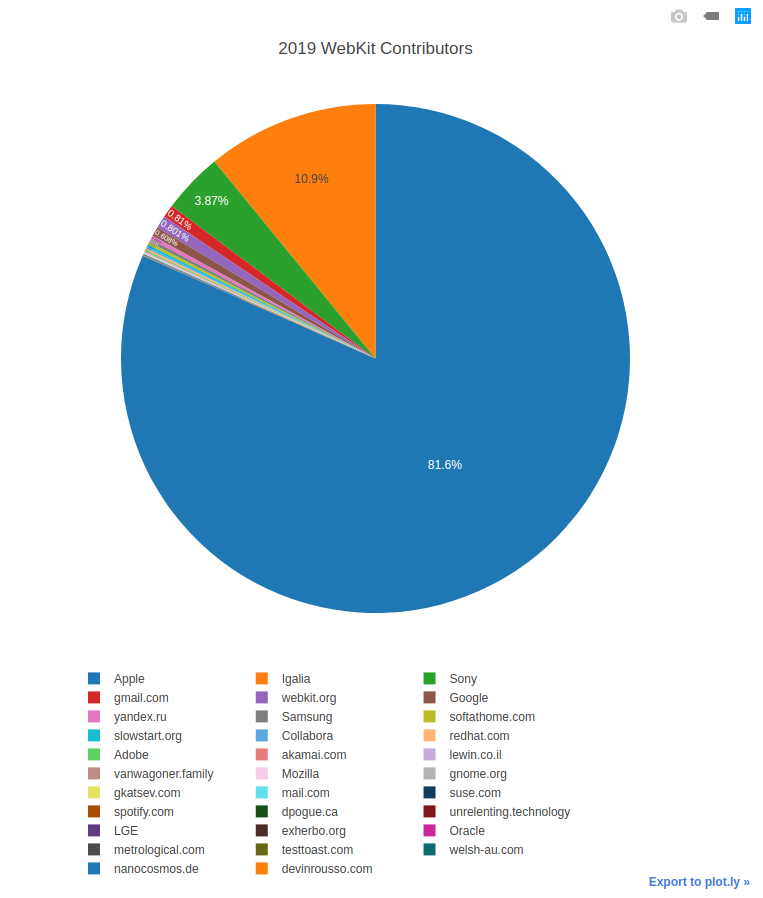 2019 WebKit Contributors
10.9%
3.87%
0.81%
0.801%
0.608%
81.6%
Apple Igalia Sony
gmail.com webkit.org Google
yandex.ru Samsung softathome.com
slowstart.org Collabora redhat.com
Adobe akamai.com lewin.co.il
vanwagoner.family Mozilla gnome.org
gkatsev.com mail.com suse.com
spotify.com dpogue.ca unrelenting.technology
LGE exherbo.org Oracle
metrological.com testtoast.com welsh-au.com
nanocosmos.de devinrousso.com
Export to plot.ly »